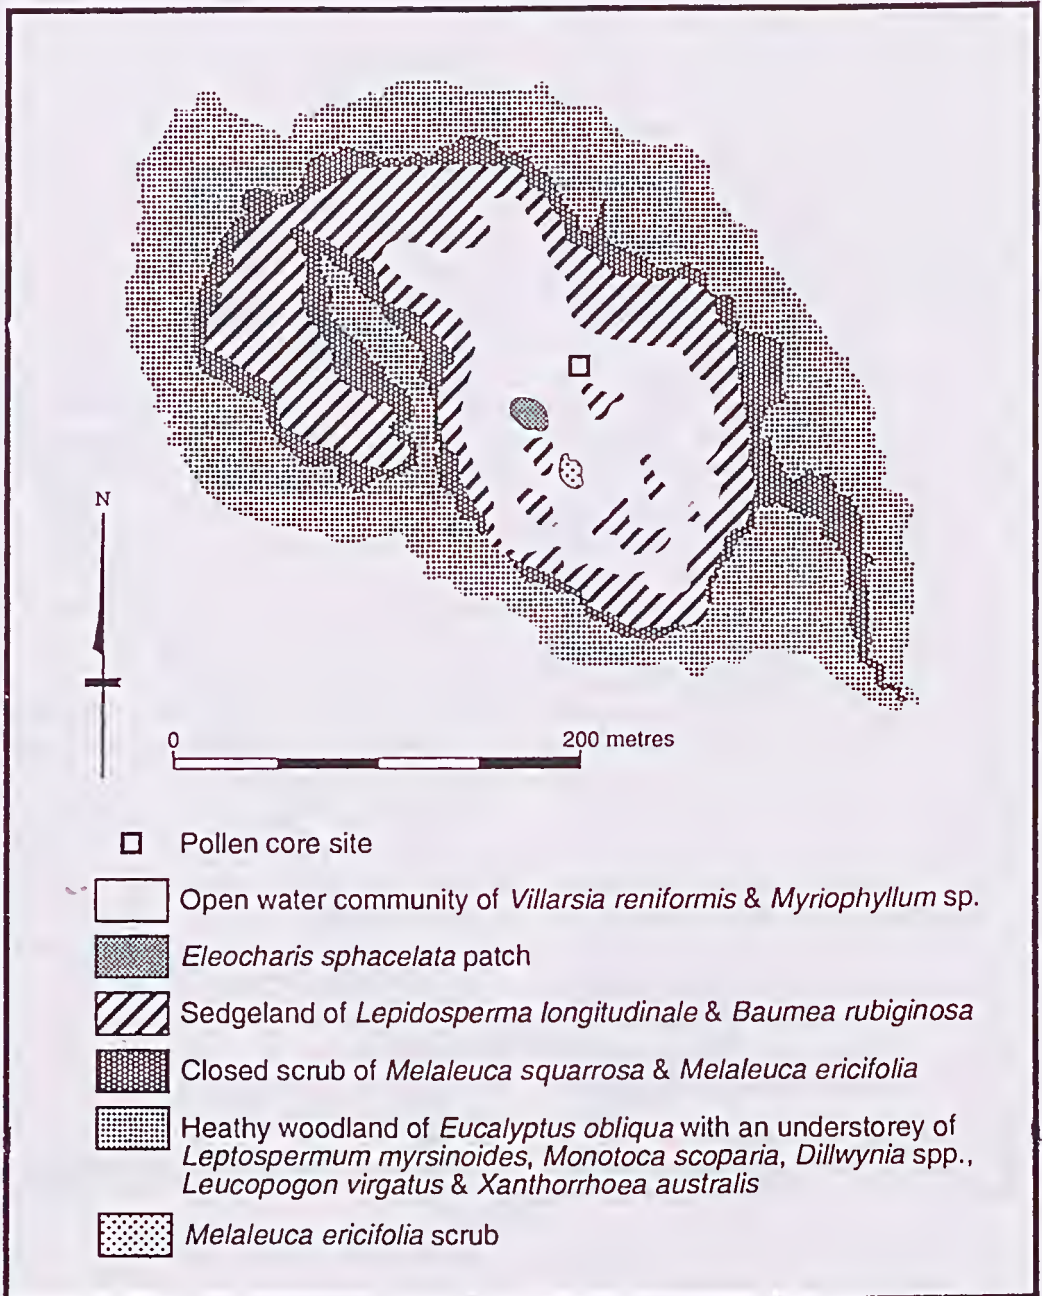 N
0 200 metres
Pollen core site
Open water community of Villarsia reniformis & Myriophyllum sp.
Eleocharis sphacelata patch
Sedgeland of Lepidosperma longitudinale & Baumea rubiginosa
Closed scrub of Melaleuca squarrosa & Melaleuca ericifolia
Heathy woodland of Eucalyptus obliqua with an understorey of
Leptospermum myrsinoides, Monotoca scoparia, Dillwynia spp.,
Leucopogon virgatus & Xanthorrhoea australis
Melaleuca ericifolia scrub